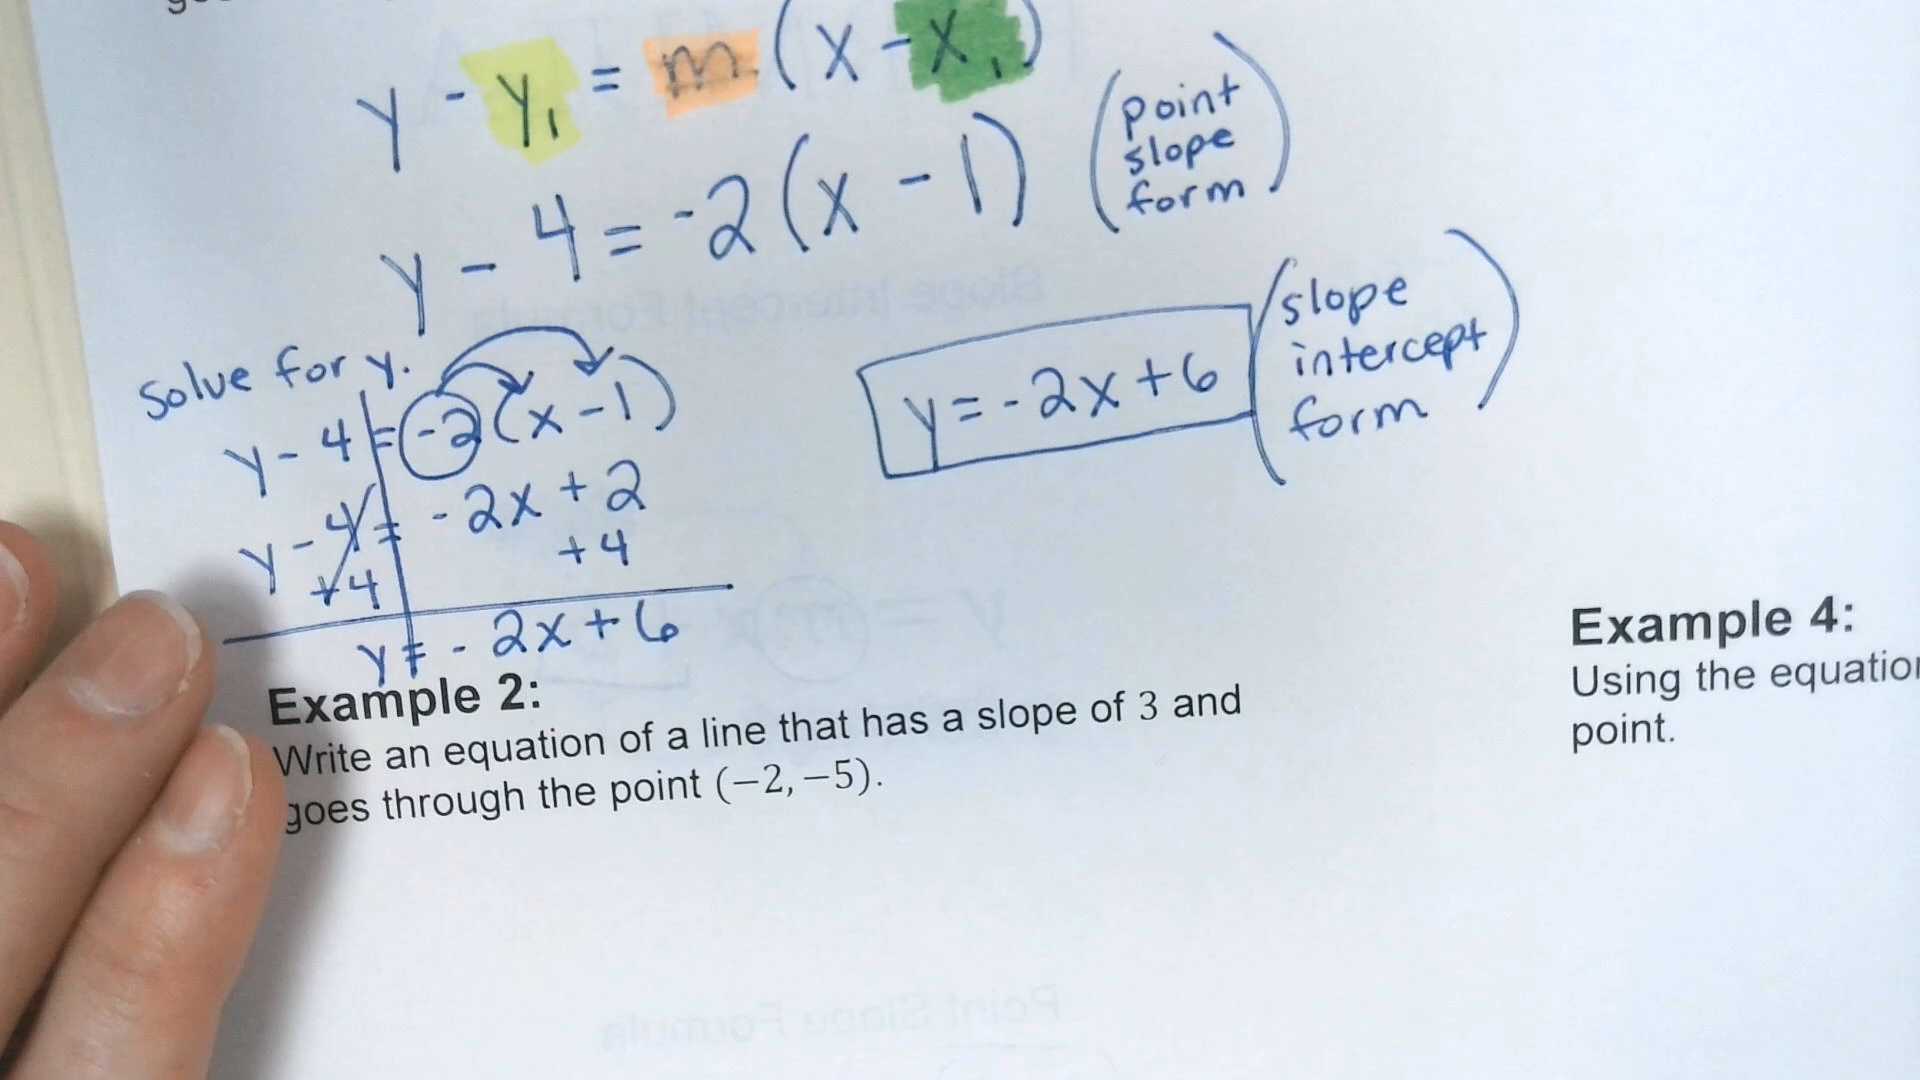 y - y₁ = m(x - x₁)
y - 4 = -2(x - 1) (point slope form)
Solve for y.
y - 4 = -2(x - 1)
y - 4 = -2x + 2
+4 +4
y = -2x + 6
y = -2x + 6 (slope intercept form)
Example 2:
Write an equation of a line that has a slope of 3 and
goes through the point (−2, −5).
Example 4:
Using the equation
point.